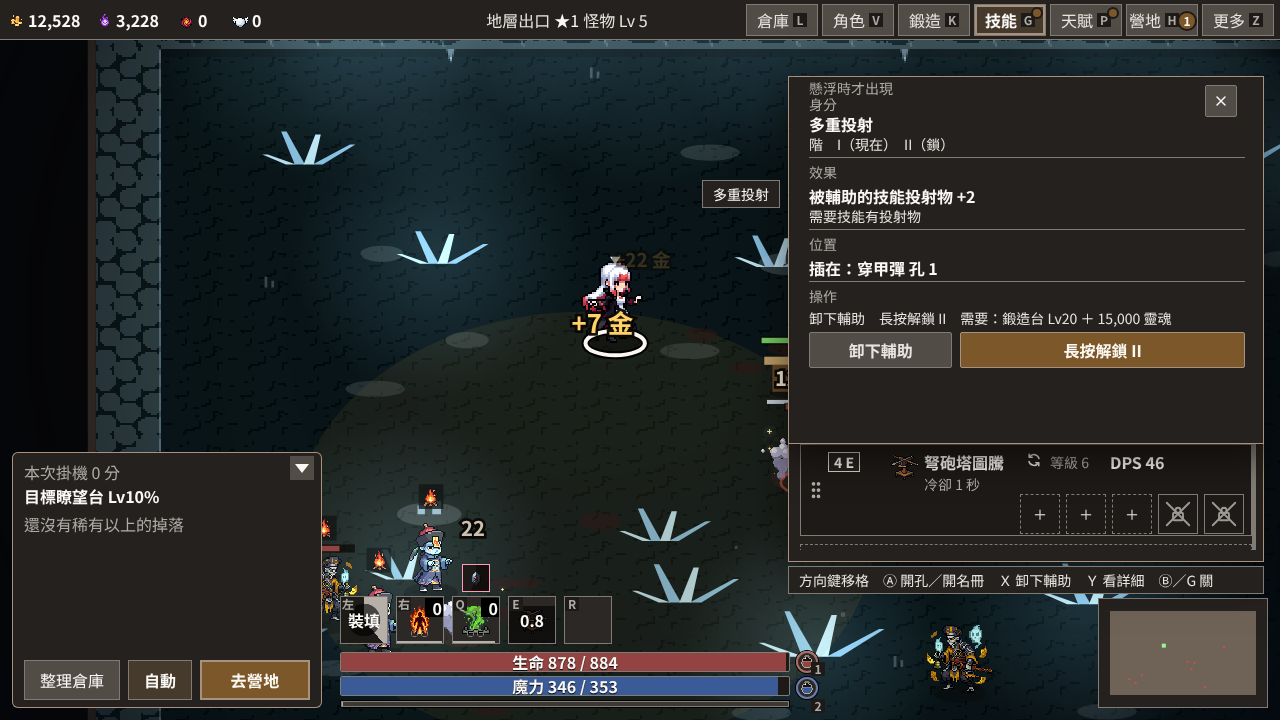 12,528 3,228 0 0 地層出口 ★1 怪物 Lv 5 倉庫 L 角色 V 鍛造 K 技能 G 天賦 P 營地 H 1 更多 Z
懸浮時才出現
身分
多重投射
階 I（現在） II（鎖）
效果
多重投射
被輔助的技能投射物 +2
需要技能有投射物
位置
插在：穿甲彈 孔 1
操作
卸下輔助 長按解鎖 II 需要：鍛造台 Lv20 ＋ 15,000 靈魂
卸下輔助 長按解鎖 II
22 金
+7 金
4 E 弩砲塔圖騰 等級 6 DPS 46
冷卻 1 秒
+ + +
方向鍵移格 Ⓐ 開孔／開名冊 X 卸下輔助 Y 看詳細 Ⓑ／G 關
本次掛機 0 分
目標瞭望台 Lv10%
還沒有稀有以上的掉落
整理倉庫 自動 去營地
22
左 裝填 右 0 Q 0 E 0.8 R
生命 878 / 884 1
魔力 346 / 353 2